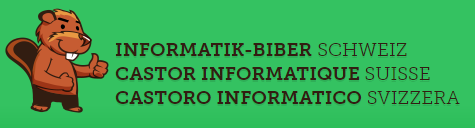 INFORMATIK-BIBER SCHWEIZ
CASTOR INFORMATIQUE SUISSE
CASTORO INFORMATICO SVIZZERA